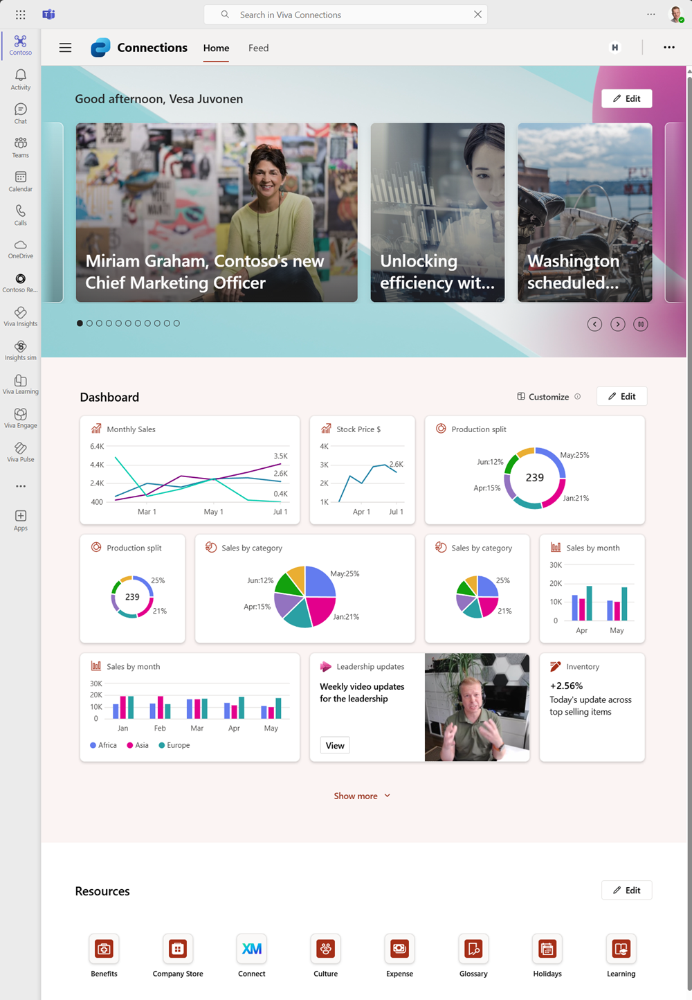 Search in Viva Connections
Contoso
Activity
Chat
Teams
Calendar
Calls
OneDrive
Contoso Re...
Viva Insights
Insights sim
Viva Learning
Viva Engage
Viva Pulse
Apps
Connections
Home
Feed
H
Good afternoon, Vesa Juvonen
Edit
Miriam Graham, Contoso's new
Chief Marketing Officer
Unlocking
efficiency wit...
Washington
scheduled...
Dashboard
Customize
Edit
Monthly Sales
6.4K
4.4K
2.4K
400
3.5K
2.6K
0.4K
Mar 1
May 1
Jul 1
Stock Price $
4K
3K
2K
1K
2.6K
Apr 1
Jul 1
Production split
Jun:12%
May:25%
239
Apr:15%
Jan:21%
Production split
25%
239
21%
Sales by category
Jun:12%
May:25%
Apr:15%
Jan:21%
Sales by category
25%
21%
Sales by month
30K
20K
10K
0
Apr
May
Sales by month
30K
20K
10K
0
Jan
Feb
Mar
Apr
May
Africa
Asia
Europe
Leadership updates
Weekly video updates
for the leadership
View
Inventory
+2.56%
Today's update across
top selling items
Show more
Resources
Edit
XM
Benefits
Company Store
Connect
Culture
Expense
Glossary
Holidays
Learning